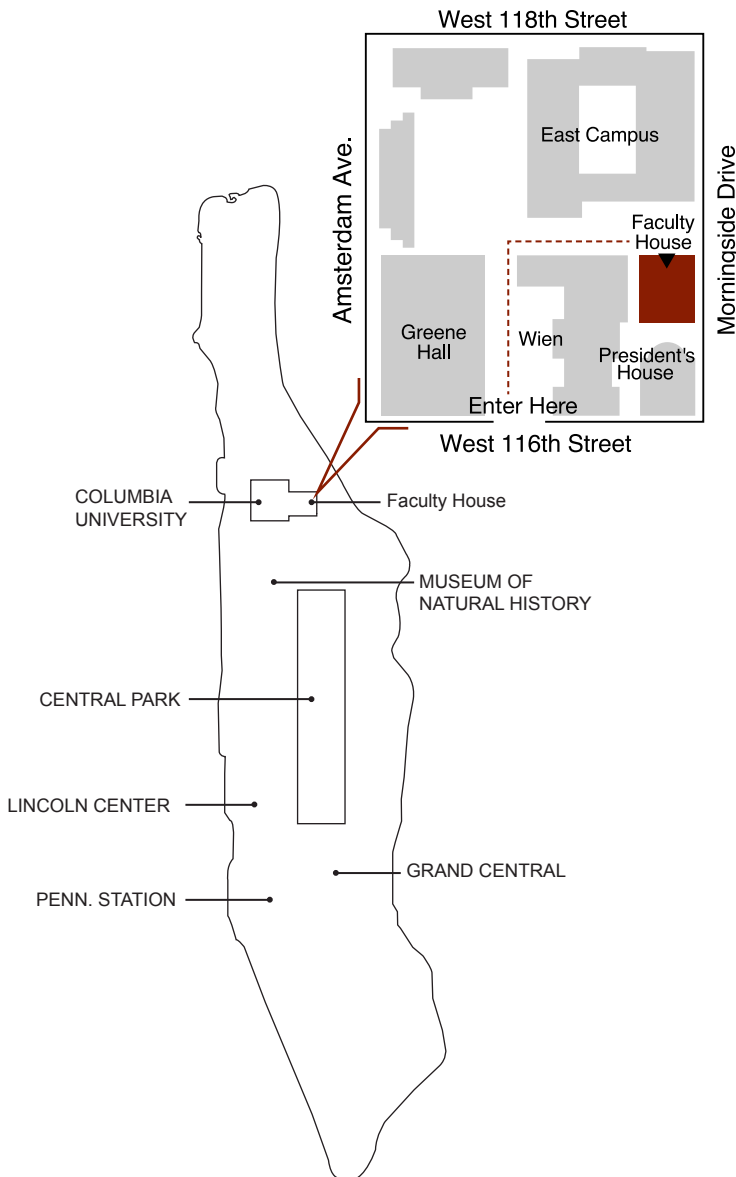 West 118th Street
Amsterdam Ave.
East Campus
Morningside Drive
Faculty
House
Greene
Hall
Wien
President's
House
Enter Here
West 116th Street
COLUMBIA
UNIVERSITY
Faculty House
MUSEUM OF
NATURAL HISTORY
CENTRAL PARK
LINCOLN CENTER
GRAND CENTRAL
PENN. STATION